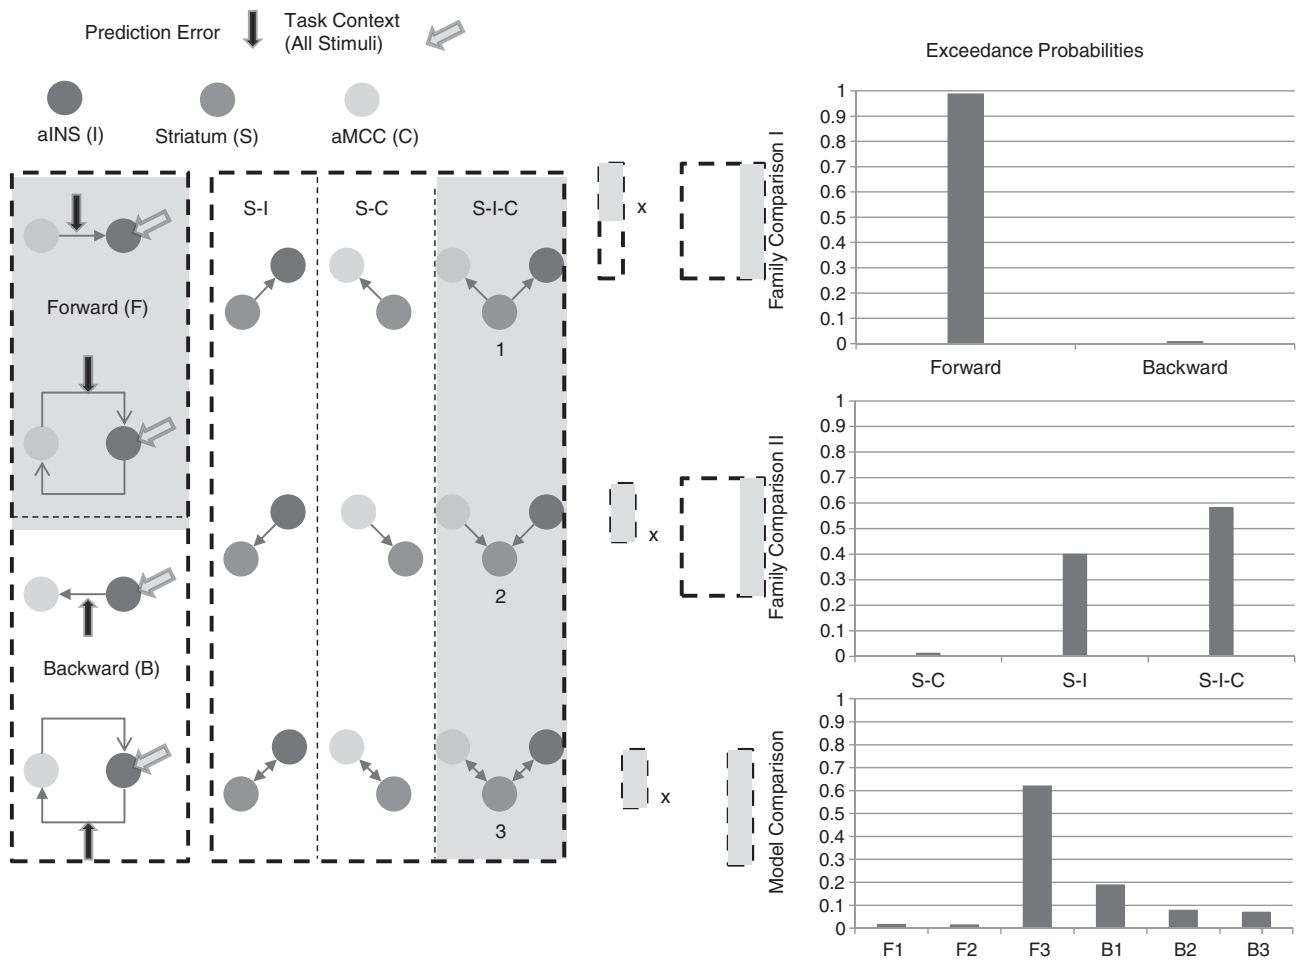 Prediction Error
Task Context
(All Stimuli)
aINS (I)
Striatum (S)
aMCC (C)
Forward (F)
Backward (B)
S-I
S-C
S-I-C
1
2
3
x
x
x
Exceedance Probabilities
Family Comparison I
1
0.9
0.8
0.7
0.6
0.5
0.4
0.3
0.2
0.1
0
Forward
Backward
Family Comparison II
1
0.9
0.8
0.7
0.6
0.5
0.4
0.3
0.2
0.1
0
S-C
S-I
S-I-C
Model Comparison
1
0.9
0.8
0.7
0.6
0.5
0.4
0.3
0.2
0.1
0
F1
F2
F3
B1
B2
B3